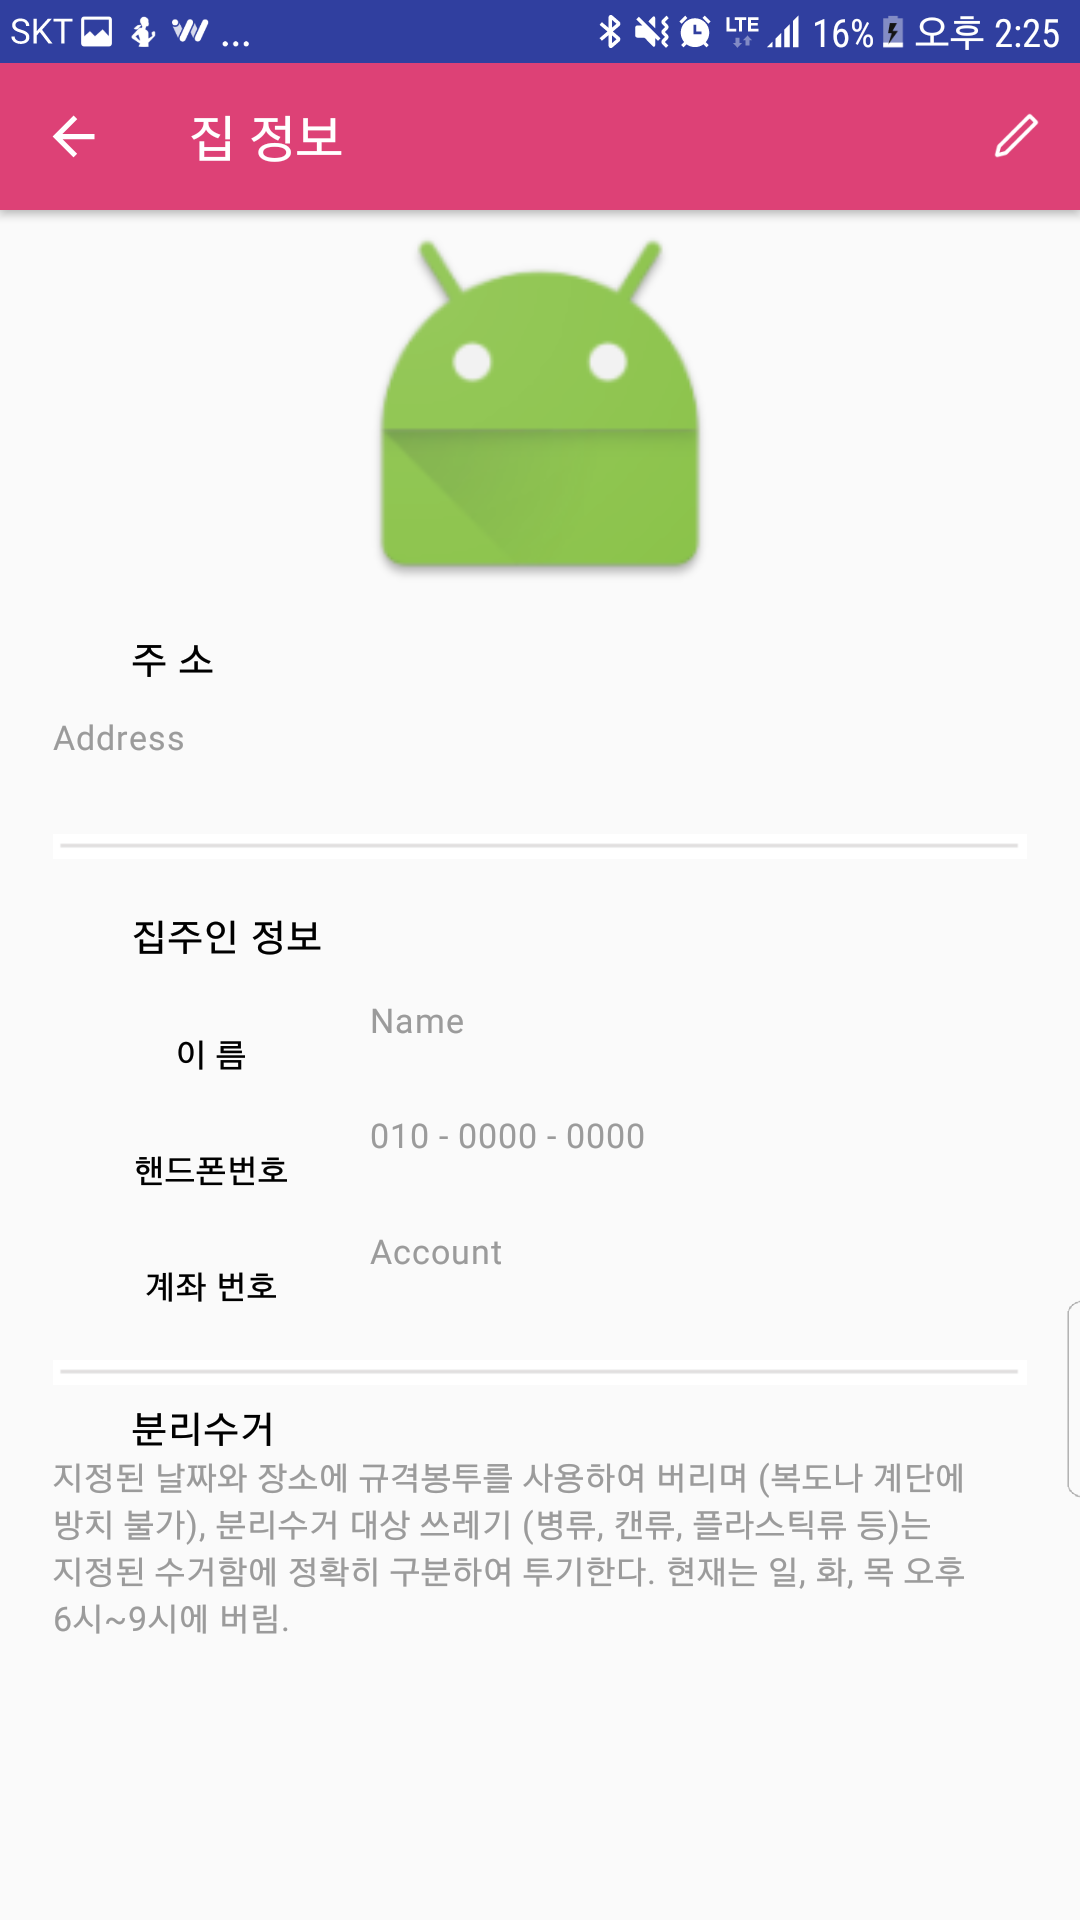 SKT ... LTE 16% 오후 2:25
집 정보
주 소
Address
집주인 정보
Name
이 름
010 - 0000 - 0000
핸드폰번호
Account
계좌 번호
분리수거
지정된 날짜와 장소에 규격봉투를 사용하여 버리며 (복도나 계단에
방치 불가), 분리수거 대상 쓰레기 (병류, 캔류, 플라스틱류 등)는
지정된 수거함에 정확히 구분하여 투기한다. 현재는 일, 화, 목 오후
6시~9시에 버림.